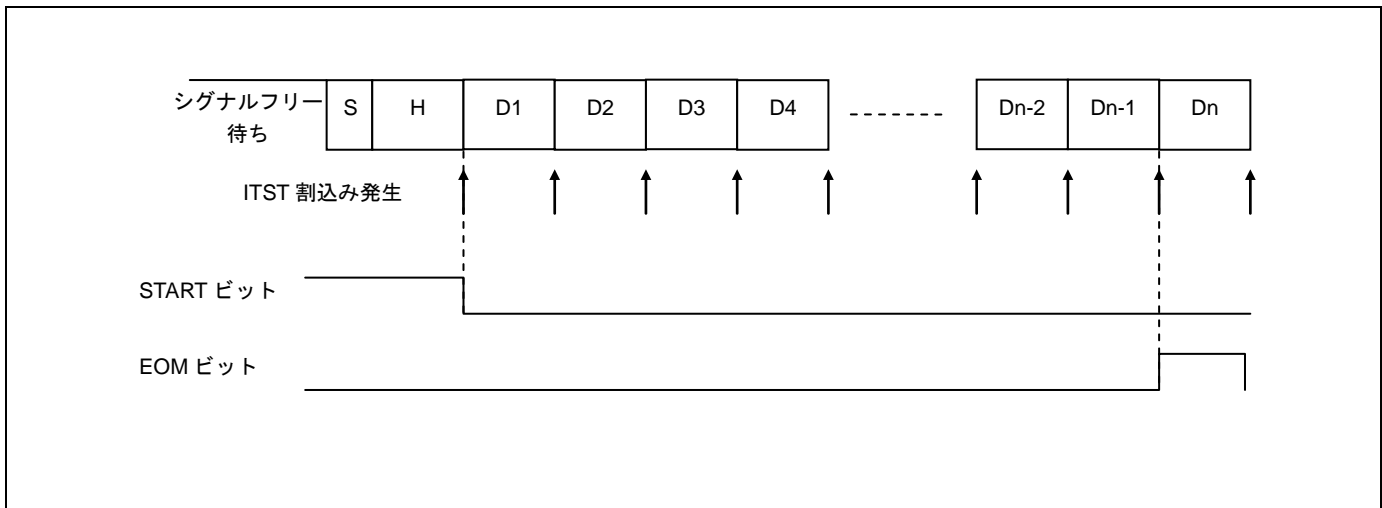 シグナルフリー
待ち
S H D1 D2 D3 D4 Dn-2 Dn-1 Dn
ITST 割込み発生
START ビット
EOM ビット